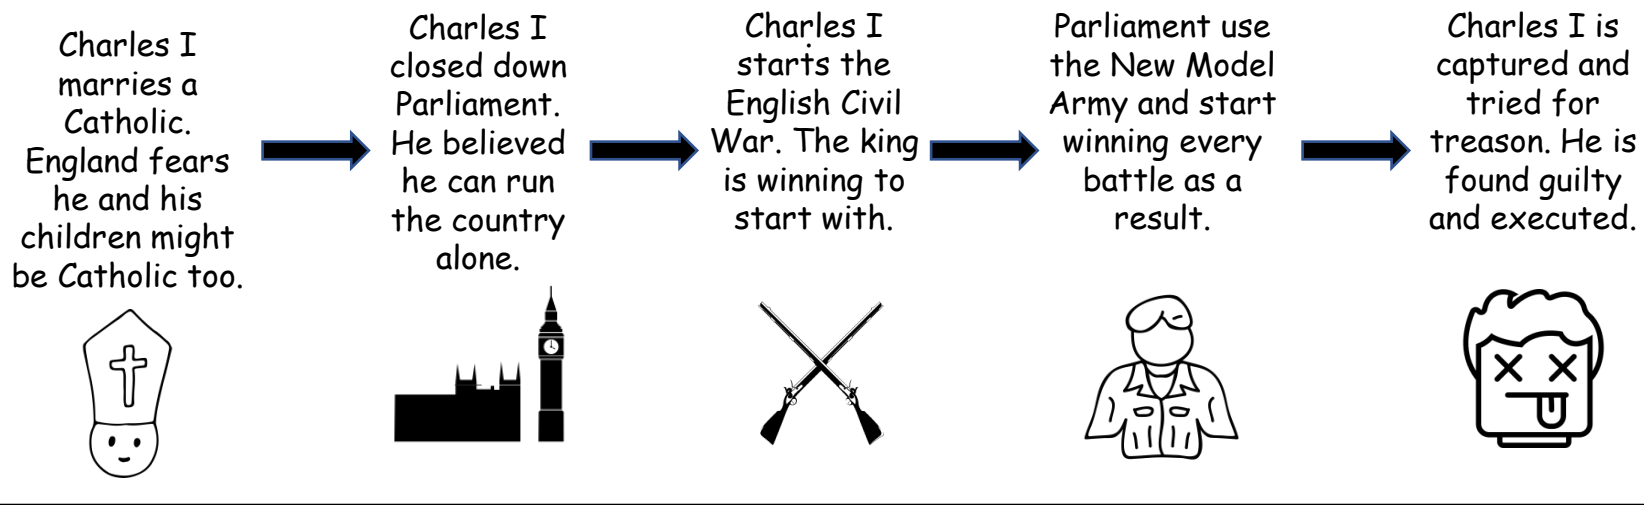 Charles I
marries a
Catholic.
England fears
he and his
children might
be Catholic too.
Charles I
closed down
Parliament.
He believed
he can run
the country
alone.
Charles I
starts the
English Civil
War. The king
is winning to
start with.
Parliament use
the New Model
Army and start
winning every
battle as a
result.
Charles I is
captured and
tried for
treason. He is
found guilty
and executed.